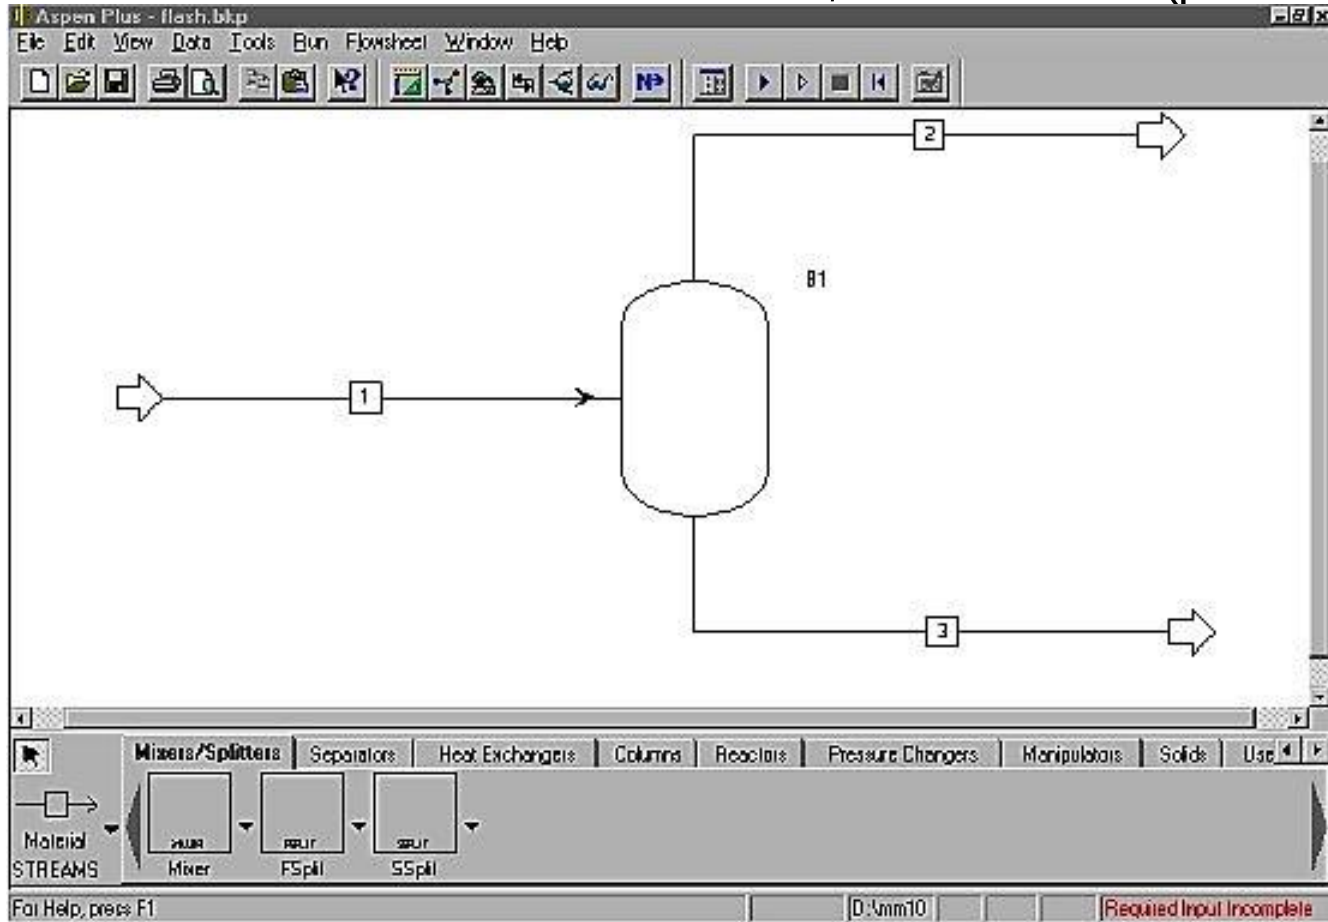 Aspen Plus - flash.bkp
File Edit View Data Tools Run Flowsheet Window Help
N
2
B1
1
3
Mixers/Splitters Separators Heat Exchangers Columns Reactors Pressure Changers Manipulators Solids Use
Material
STREAMS
Mixer FSplit SSplit
For Help, press F1 D:\mm10 Required Input Incomplete